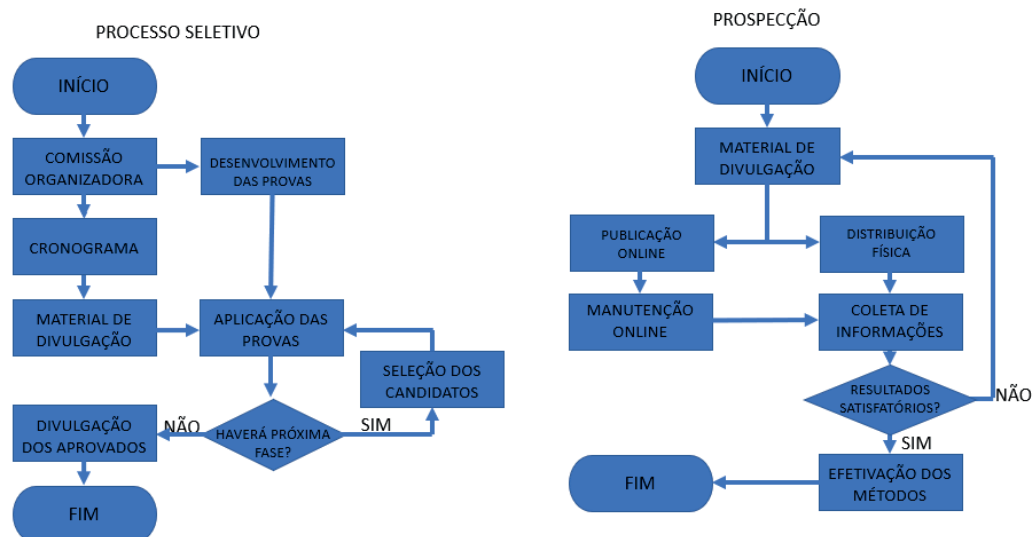 PROCESSO SELETIVO
INÍCIO
COMISSÃO
ORGANIZADORA
DESENVOLVIMENTO
DAS PROVAS
CRONOGRAMA
MATERIAL DE
DIVULGAÇÃO
APLICAÇÃO DAS
PROVAS
SELEÇÃO DOS
CANDIDATOS
HAVERÁ PRÓXIMA
FASE?
SIM
NÃO
DIVULGAÇÃO
DOS APROVADOS
FIM
PROSPECÇÃO
INÍCIO
MATERIAL DE
DIVULGAÇÃO
PUBLICAÇÃO
ONLINE
DISTRIBUIÇÃO
FÍSICA
MANUTENÇÃO
ONLINE
COLETA DE
INFORMAÇÕES
RESULTADOS
SATISFATÓRIOS?
NÃO
SIM
EFETIVAÇÃO DOS
MÉTODOS
FIM